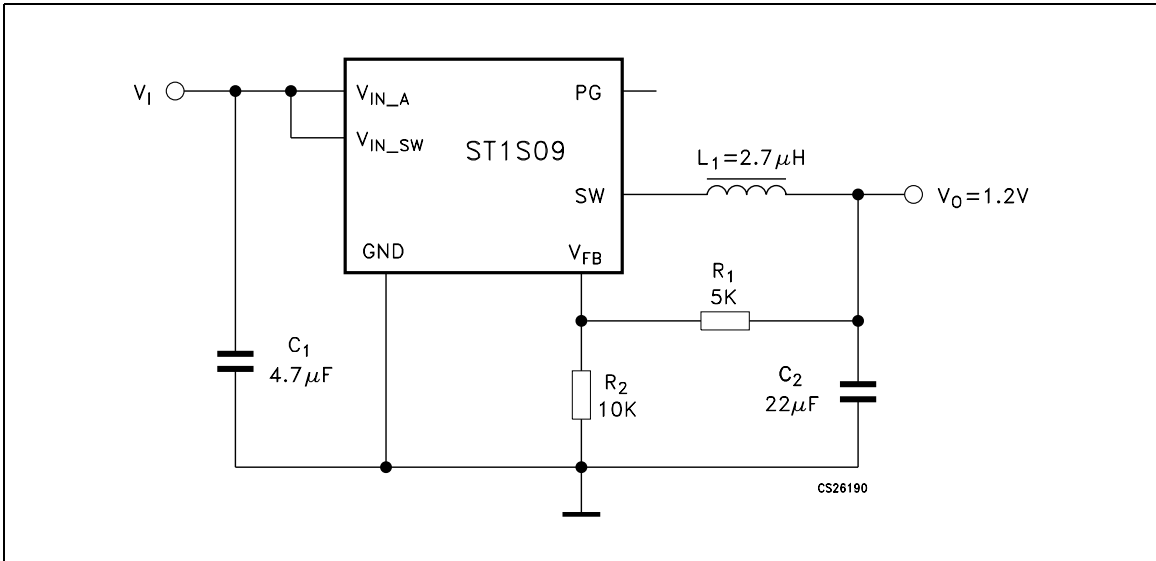 V_I
V_IN_A
PG
V_IN_SW
ST1S09
L_1=2.7μH
SW
V_O=1.2V
GND
V_FB
R_1
5K
C_1
4.7μF
R_2
10K
C_2
22μF
CS26190